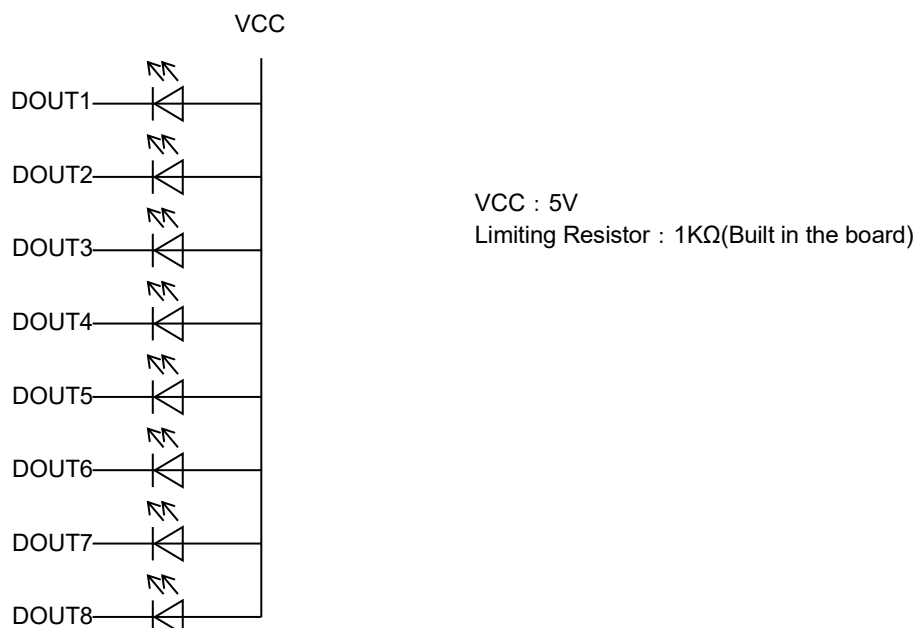 VCC
DOUT1
DOUT2
DOUT3
DOUT4
DOUT5
DOUT6
DOUT7
DOUT8
VCC：5V
Limiting Resistor：1KΩ(Built in the board)